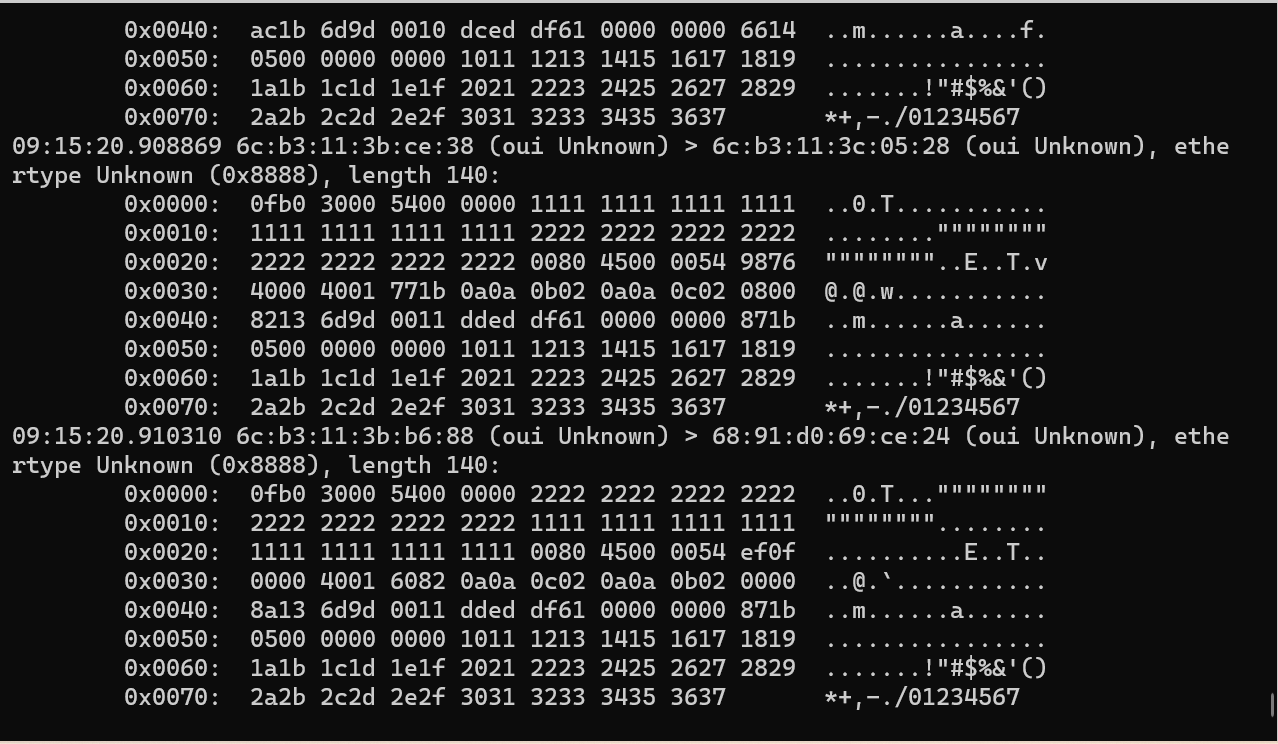 0x0040:  ac1b 6d9d 0010 dced df61 0000 0000 6614  ..m......a....f.
0x0050:  0500 0000 0000 1011 1213 1415 1617 1819  ................
0x0060:  1a1b 1c1d 1e1f 2021 2223 2425 2627 2829  .......!"#$%&'()
0x0070:  2a2b 2c2d 2e2f 3031 3233 3435 3637       *+,-./01234567
09:15:20.908869 6c:b3:11:3b:ce:38 (oui Unknown) > 6c:b3:11:3c:05:28 (oui Unknown), ethe
rtype Unknown (0x8888), length 140:
0x0000:  0fb0 3000 5400 0000 1111 1111 1111 1111  ..0.T...........
0x0010:  1111 1111 1111 1111 2222 2222 2222 2222  ........""""""""
0x0020:  2222 2222 2222 2222 0080 4500 0054 9876  """"""""..E..T.v
0x0030:  4000 4001 771b 0a0a 0b02 0a0a 0c02 0800  @.@.w...........
0x0040:  8213 6d9d 0011 dded df61 0000 0000 871b  ..m......a......
0x0050:  0500 0000 0000 1011 1213 1415 1617 1819  ................
0x0060:  1a1b 1c1d 1e1f 2021 2223 2425 2627 2829  .......!"#$%&'()
0x0070:  2a2b 2c2d 2e2f 3031 3233 3435 3637       *+,-./01234567
09:15:20.910310 6c:b3:11:3b:b6:88 (oui Unknown) > 68:91:d0:69:ce:24 (oui Unknown), ethe
rtype Unknown (0x8888), length 140:
0x0000:  0fb0 3000 5400 0000 2222 2222 2222 2222  ..0.T...""""""""
0x0010:  2222 2222 2222 2222 1111 1111 1111 1111  """"""""........
0x0020:  1111 1111 1111 1111 0080 4500 0054 ef0f  ..........E..T..
0x0030:  0000 4001 6082 0a0a 0c02 0a0a 0b02 0000  ..@.`...........
0x0040:  8a13 6d9d 0011 dded df61 0000 0000 871b  ..m......a......
0x0050:  0500 0000 0000 1011 1213 1415 1617 1819  ................
0x0060:  1a1b 1c1d 1e1f 2021 2223 2425 2627 2829  .......!"#$%&'()
0x0070:  2a2b 2c2d 2e2f 3031 3233 3435 3637       *+,-./01234567